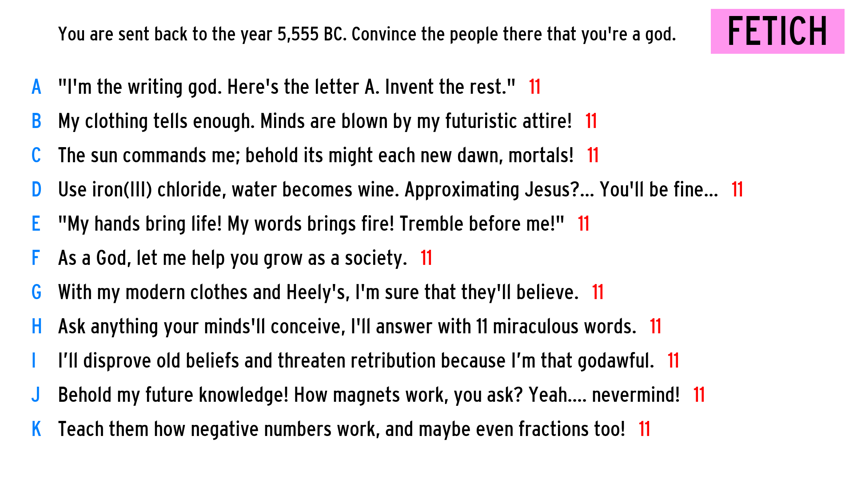 You are sent back to the year 5,555 BC. Convince the people there that you're a god.
FETICH
A "I'm the writing god. Here's the letter A. Invent the rest." 11
B My clothing tells enough. Minds are blown by my futuristic attire! 11
C The sun commands me; behold its might each new dawn, mortals! 11
D Use iron(III) chloride, water becomes wine. Approximating Jesus?... You'll be fine... 11
E "My hands bring life! My words brings fire! Tremble before me!" 11
F As a God, let me help you grow as a society. 11
G With my modern clothes and Heely's, I'm sure that they'll believe. 11
H Ask anything your minds'll conceive, I'll answer with 11 miraculous words. 11
I I’ll disprove old beliefs and threaten retribution because I’m that godawful. 11
J Behold my future knowledge! How magnets work, you ask? Yeah.... nevermind! 11
K Teach them how negative numbers work, and maybe even fractions too! 11